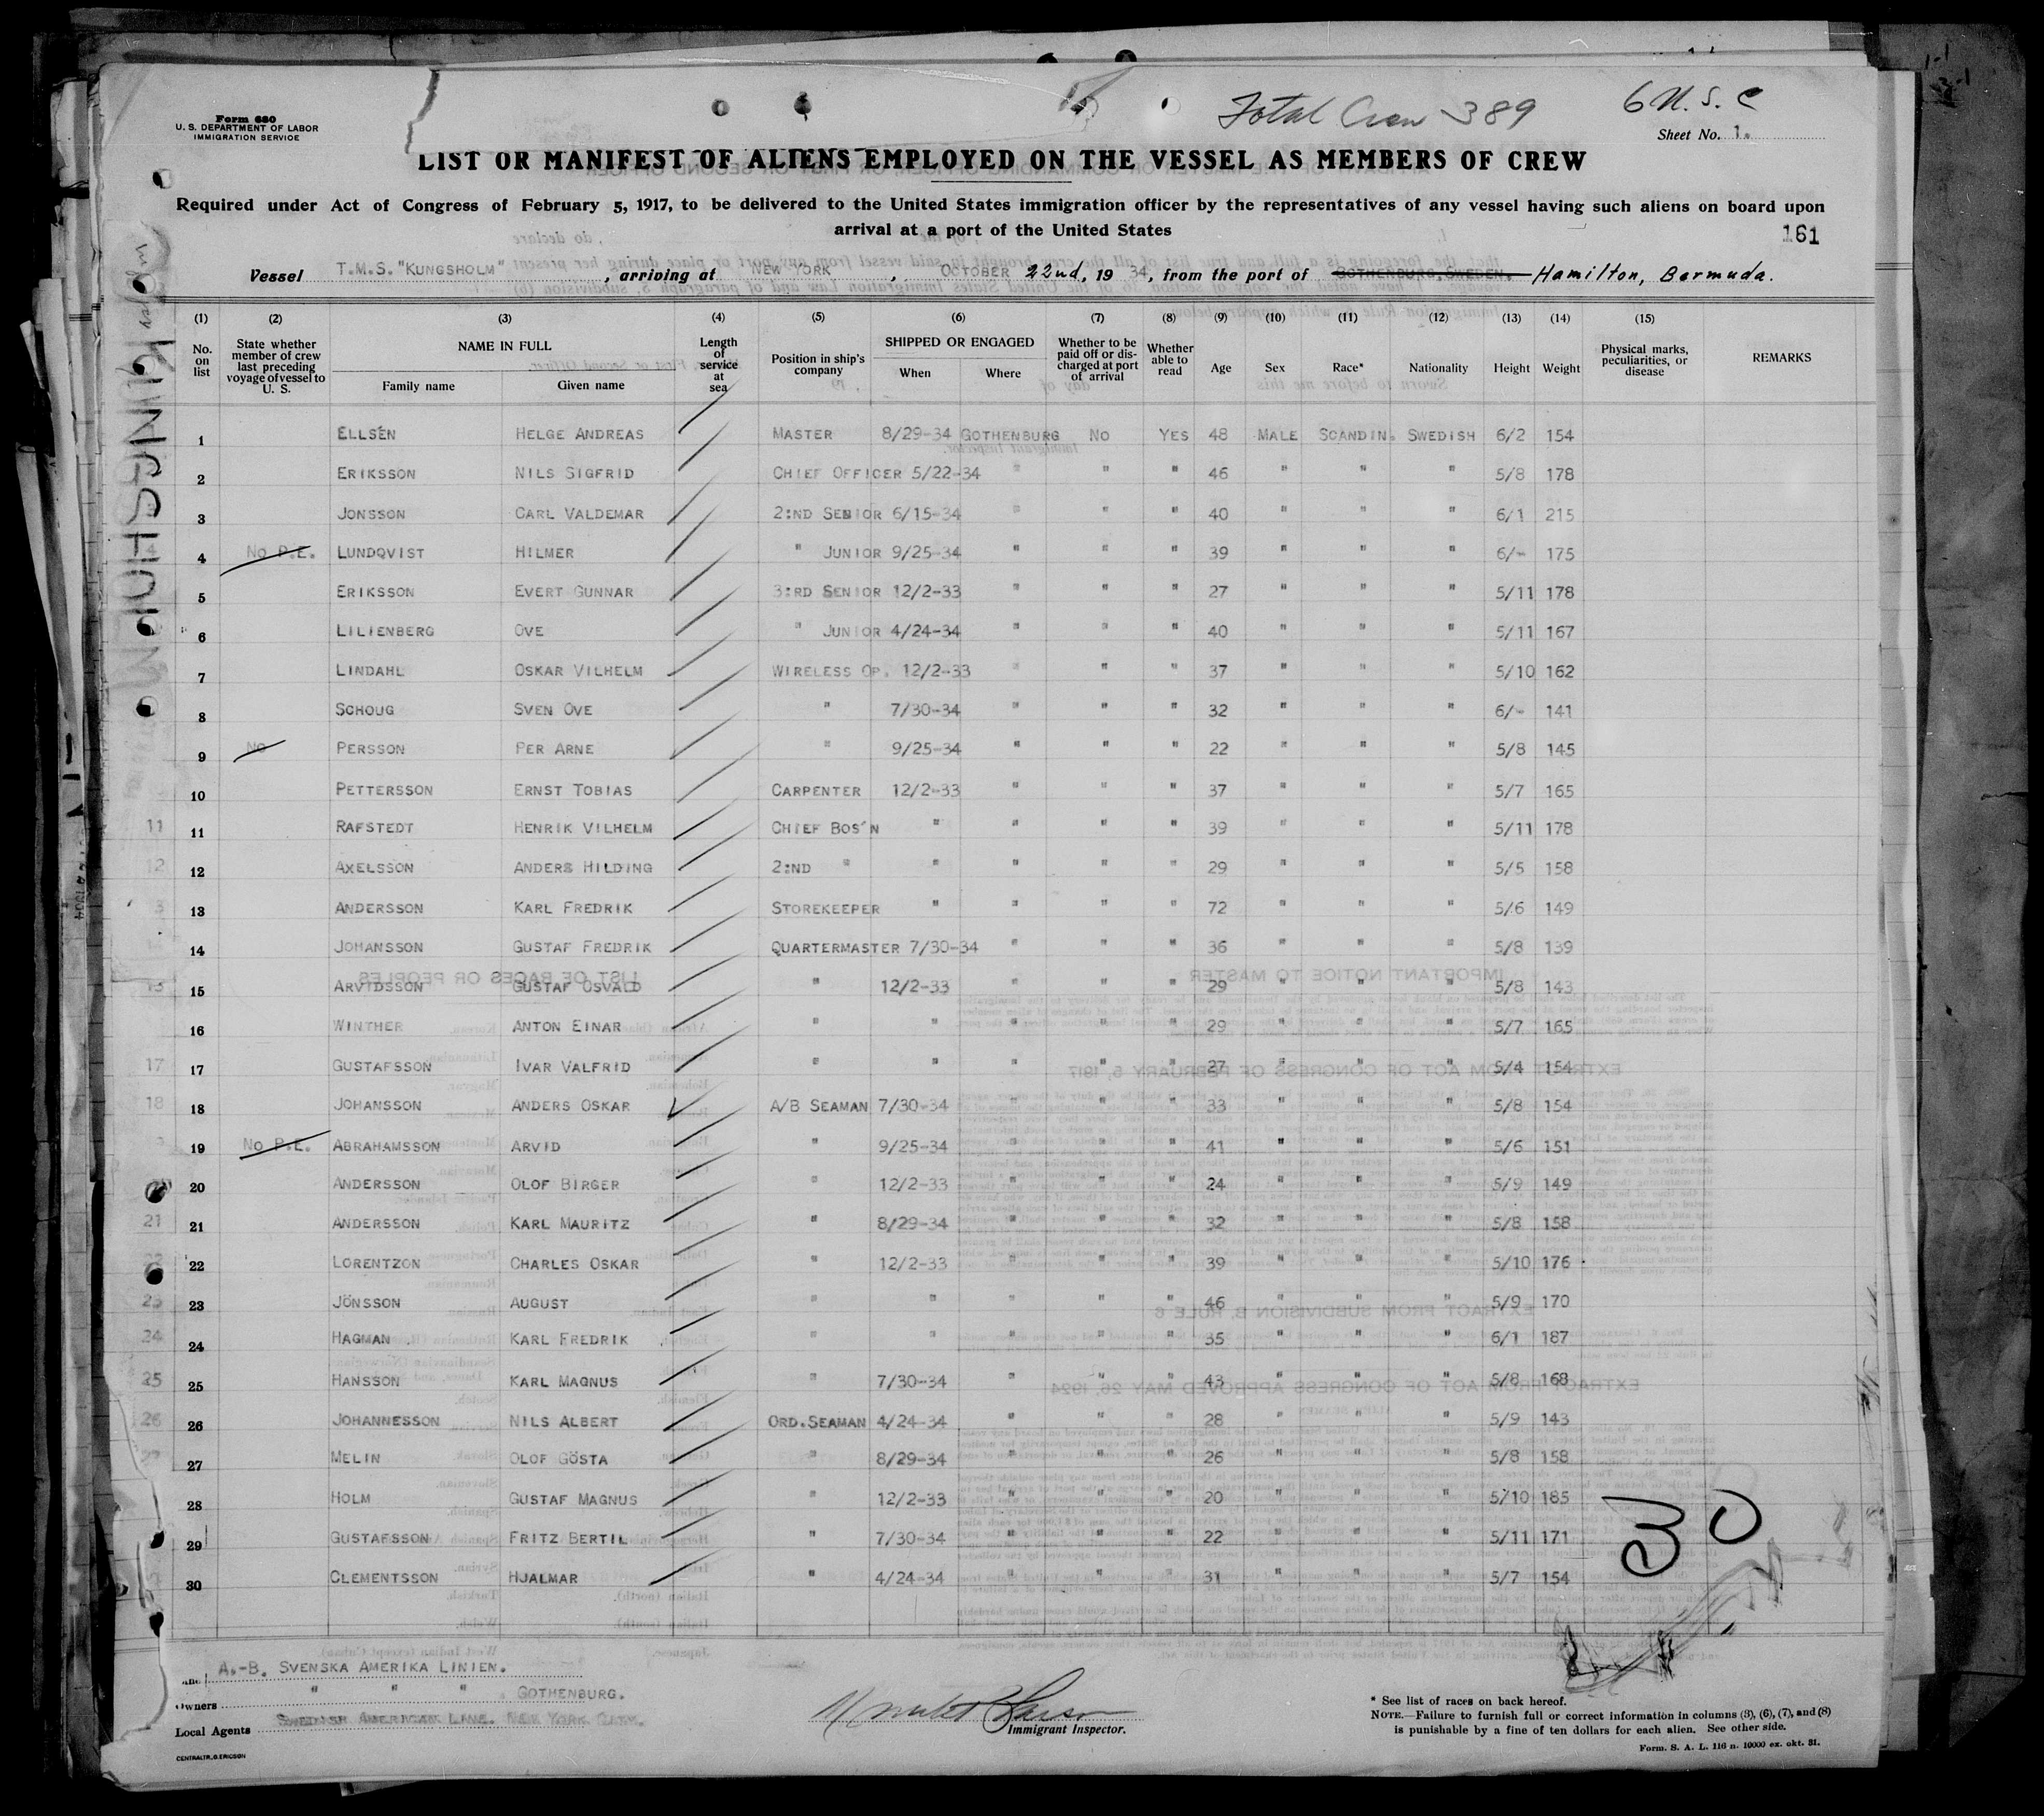 Total Crew 389
6 U.S.C
Form 680
U. S. DEPARTMENT OF LABOR
IMMIGRATION SERVICE
Sheet No. 1.
LIST OR MANIFEST OF ALIENS EMPLOYED ON THE VESSEL AS MEMBERS OF CREW
Required under Act of Congress of February 5, 1917, to be delivered to the United States immigration officer by the representatives of any vessel having such aliens on board upon
arrival at a port of the United States
161
Vessel T.M.S. "KUNGSHOLM", arriving at NEW YORK, OCTOBER 22nd, 19 34, from the port of GOTHENBURG, SWEDEN. Hamilton, Bermuda.
(1) (2) (3) (4) (5) (6) (7) (8) (9) (10) (11) (12) (13) (14) (15)
No. on list State whether member of crew last preceding voyage of vessel to U. S. NAME IN FULL Family name Given name Length of service at sea Position in ship's company SHIPPED OR ENGAGED When Where Whether to be paid off or discharged at port of arrival Whether able to read Age Sex Race* Nationality Height Weight Physical marks, peculiarities, or disease REMARKS
1 ELLSÉN HELGE ANDREAS MASTER 8/29-34 GOTHENBURG NO YES 48 MALE SCANDIN. SWEDISH 6/2 154
2 ERIKSSON NILS SIGFRID CHIEF OFFICER 5/22-34 " " " 46 " " " 5/8 178
3 JONSSON CARL VALDEMAR 2:ND SENIOR 6/15-34 " " " 40 " " " 6/1 215
4 No P.E. LUNDQVIST HILMER " JUNIOR 9/25-34 " " " 39 " " " 6/- 175
5 ERIKSSON EVERT GUNNAR 3:RD SENIOR 12/2-33 " " " 27 " " " 5/11 178
6 LILIENBERG OVE " JUNIOR 4/24-34 " " " 40 " " " 5/11 167
7 LINDAHL OSKAR VILHELM WIRELESS OP. 12/2-33 " " " 37 " " " 5/10 162
8 SCHOUG SVEN OVE " 7/30-34 " " " 32 " " " 6/- 141
9 No PERSSON PER ARNE " 9/25-34 " " " 22 " " " 5/8 145
10 PETTERSSON ERNST TOBIAS CARPENTER 12/2-33 " " " 37 " " " 5/7 165
11 RAFSTEDT HENRIK VILHELM CHIEF BOS'N " " " " 39 " " " 5/11 178
12 AXELSSON ANDERS HILDING 2:ND " " " " " 29 " " " 5/5 158
13 ANDERSSON KARL FREDRIK STOREKEEPER " " " " 72 " " " 5/6 149
14 JOHANSSON GUSTAF FREDRIK QUARTERMASTER 7/30-34 " " " 36 " " " 5/8 139
15 ARVIDSSON GUSTAF OSVALD " 12/2-33 " " " 29 " " " 5/8 143
16 WINTHER ANTON EINAR " " " " " 29 " " " 5/7 165
17 GUSTAFSSON IVAR VALFRID " " " " " 27 " " " 5/4 154
18 JOHANSSON ANDERS OSKAR A/B SEAMAN 7/30-34 " " " 33 " " " 5/8 154
19 No P.E. ABRAHAMSSON ARVID " 9/25-34 " " " 41 " " " 5/6 151
20 ANDERSSON OLOF BIRGER " 12/2-33 " " " 24 " " " 5/9 149
21 ANDERSSON KARL MAURITZ " 8/29-34 " " " 32 " " " 5/8 158
22 LORENTZON CHARLES OSKAR " 12/2-33 " " " 39 " " " 5/10 176
23 JÖNSSON AUGUST " " " " " 46 " " " 5/9 170
24 HAGMAN KARL FREDRIK " " " " " 35 " " " 6/1 187
25 HANSSON KARL MAGNUS " 7/30-34 " " " 43 " " " 5/8 168
26 JOHANNESSON NILS ALBERT ORD.SEAMAN 4/24-34 " " " 28 " " " 5/9 143
27 MELIN OLOF GÖSTA " 8/29-34 " " " 26 " " " 5/8 158
28 HOLM GUSTAF MAGNUS " 12/2-33 " " " 20 " " " 5/10 185
29 GUSTAFSSON FRITZ BERTIL " 7/30-34 " " " 22 " " " 5/11 171
30 CLEMENTSSON HJALMAR " 4/24-34 " " " 31 " " " 5/7 154
KUNGSHOLM
A.-B. SVENSKA AMERIKA LINIEN.
Owners " " " GOTHENBURG.
Local Agents SWEDISH AMERICAN LINE. NEW YORK CITY.
Immigrant Inspector.
* See list of races on back hereof.
NOTE.—Failure to furnish full or correct information in columns (3), (6), (7), and (8)
is punishable by a fine of ten dollars for each alien. See other side.
CENTRALTR. G. ERICSON
Form. S. A. L. 116 n. 10000 ex. okt. 31.